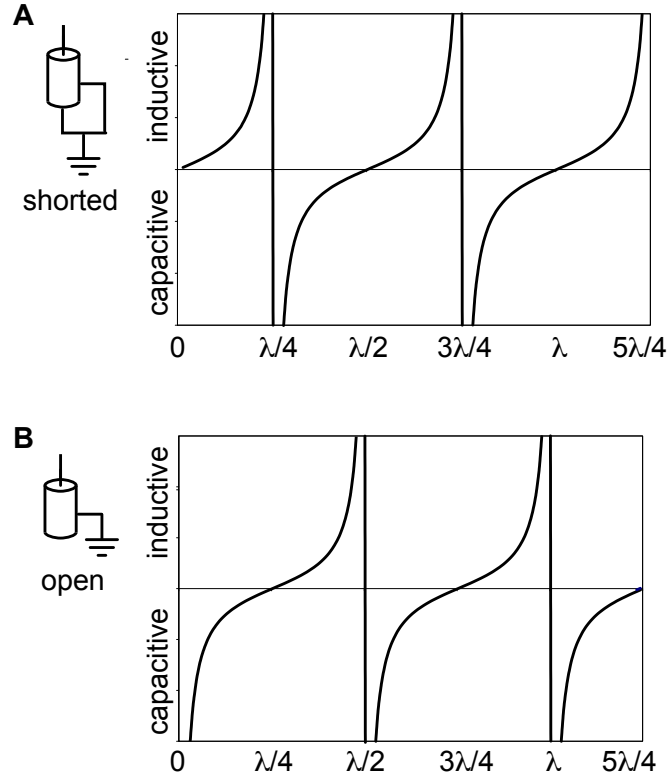 A
inductive
capacitive
shorted
0 λ/4 λ/2 3λ/4 λ 5λ/4
B
inductive
capacitive
open
0 λ/4 λ/2 3λ/4 λ 5λ/4